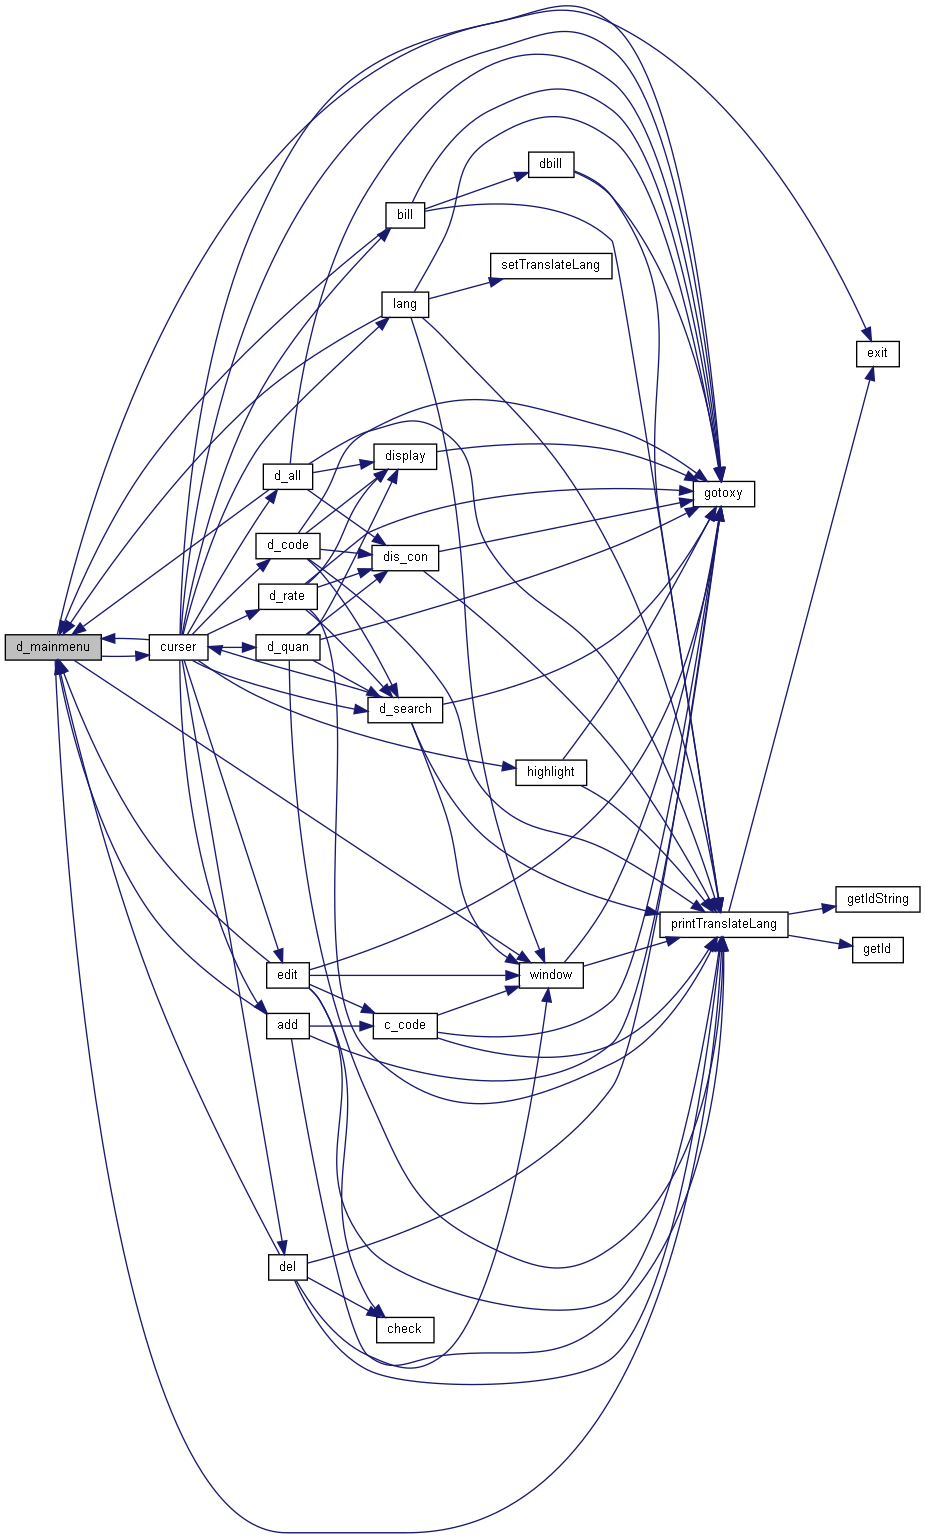 dbill
bill
setTranslateLang
lang
exit
display
d_all
gotoxy
d_code
dis_con
d_rate
d_mainmenu
curser
d_quan
d_search
highlight
getIdString
printTranslateLang
getId
edit
window
add
c_code
del
check